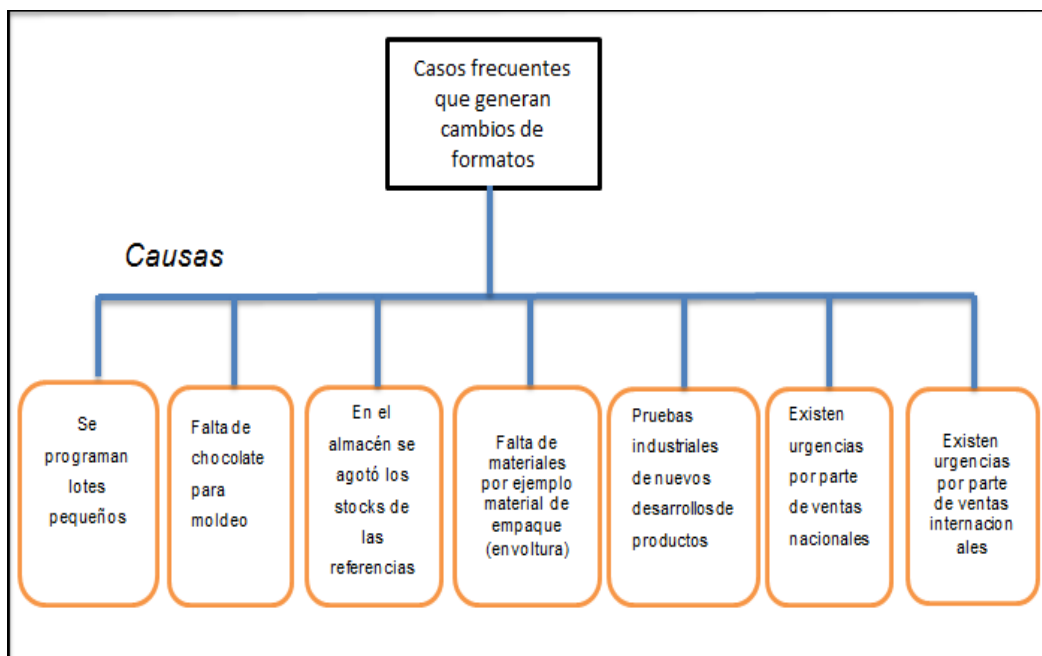 Casos frecuentes
que generan
cambios de
formatos
Causas
Se
programan
lotes
pequeños
Falta de
chocolate
para
moldeo
En el
almacén se
agotó los
stocks de
las
referencias
Falta de
materiales
por ejemplo
material de
empaque
(envoltura)
Pruebas
industriales
de nuevos
desarrollos de
productos
Existen
urgencias
por parte
de ventas
nacionales
Existen
urgencias
por parte
de ventas
internacion
ales